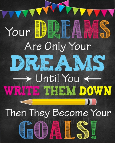 Your DREAMS
Are Only Your
DREAMS
Until You
WRITE THEM DOWN
Then They Become Your
GOALS!